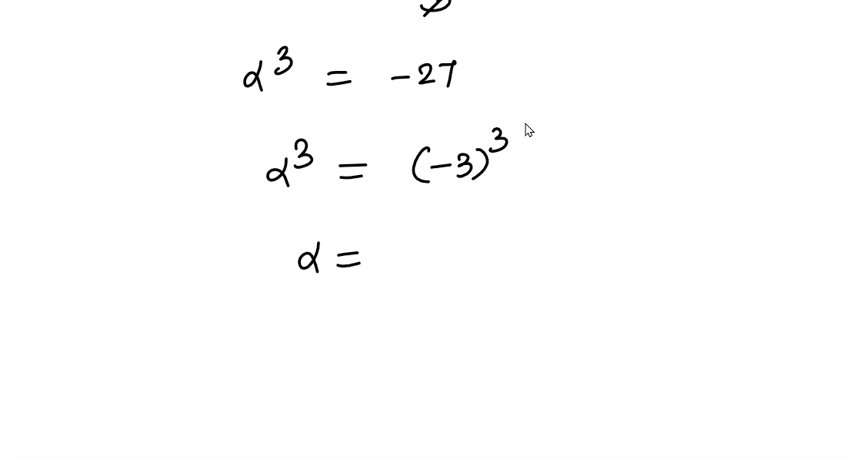 α³ = -27
α³ = (-3)³
α =